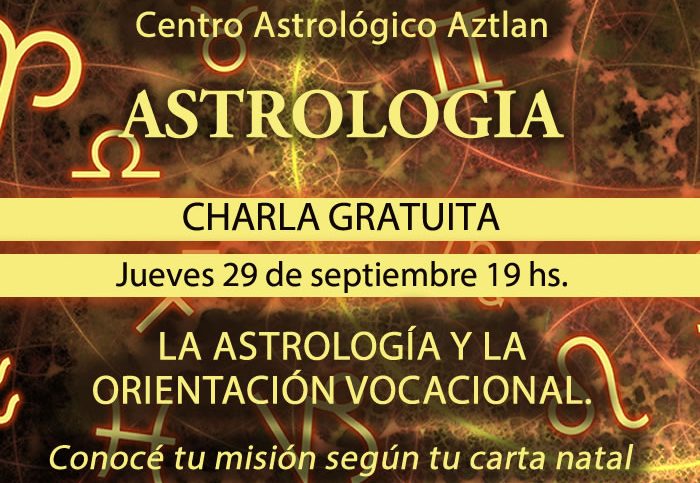 Centro Astrológico Aztlan
ASTROLOGIA
CHARLA GRATUITA
Jueves 29 de septiembre 19 hs.
LA ASTROLOGÍA Y LA
ORIENTACIÓN VOCACIONAL.
Conocé tu misión según tu carta natal